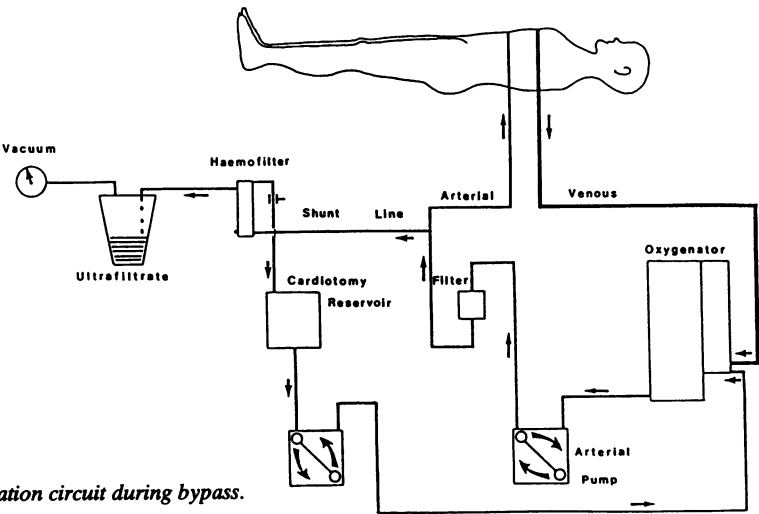 Vacuum
Haemofilter
Arterial
Venous
Shunt Line
Oxygenator
Ultrafiltrate
Cardiotomy
Reservoir
Filter
Arterial
Pump
ation circuit during bypass.